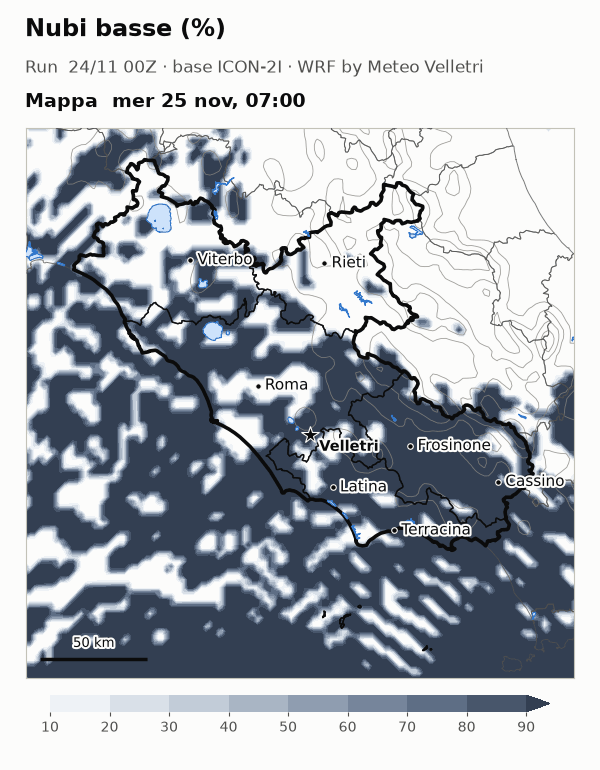 Nubi basse (%)
Run  24/11 00Z · base ICON-2I · WRF by Meteo Velletri
Mappa  mer 25 nov, 07:00
Viterbo
Rieti
Roma
Velletri
Frosinone
Cassino
Latina
Terracina
50 km
10 20 30 40 50 60 70 80 90